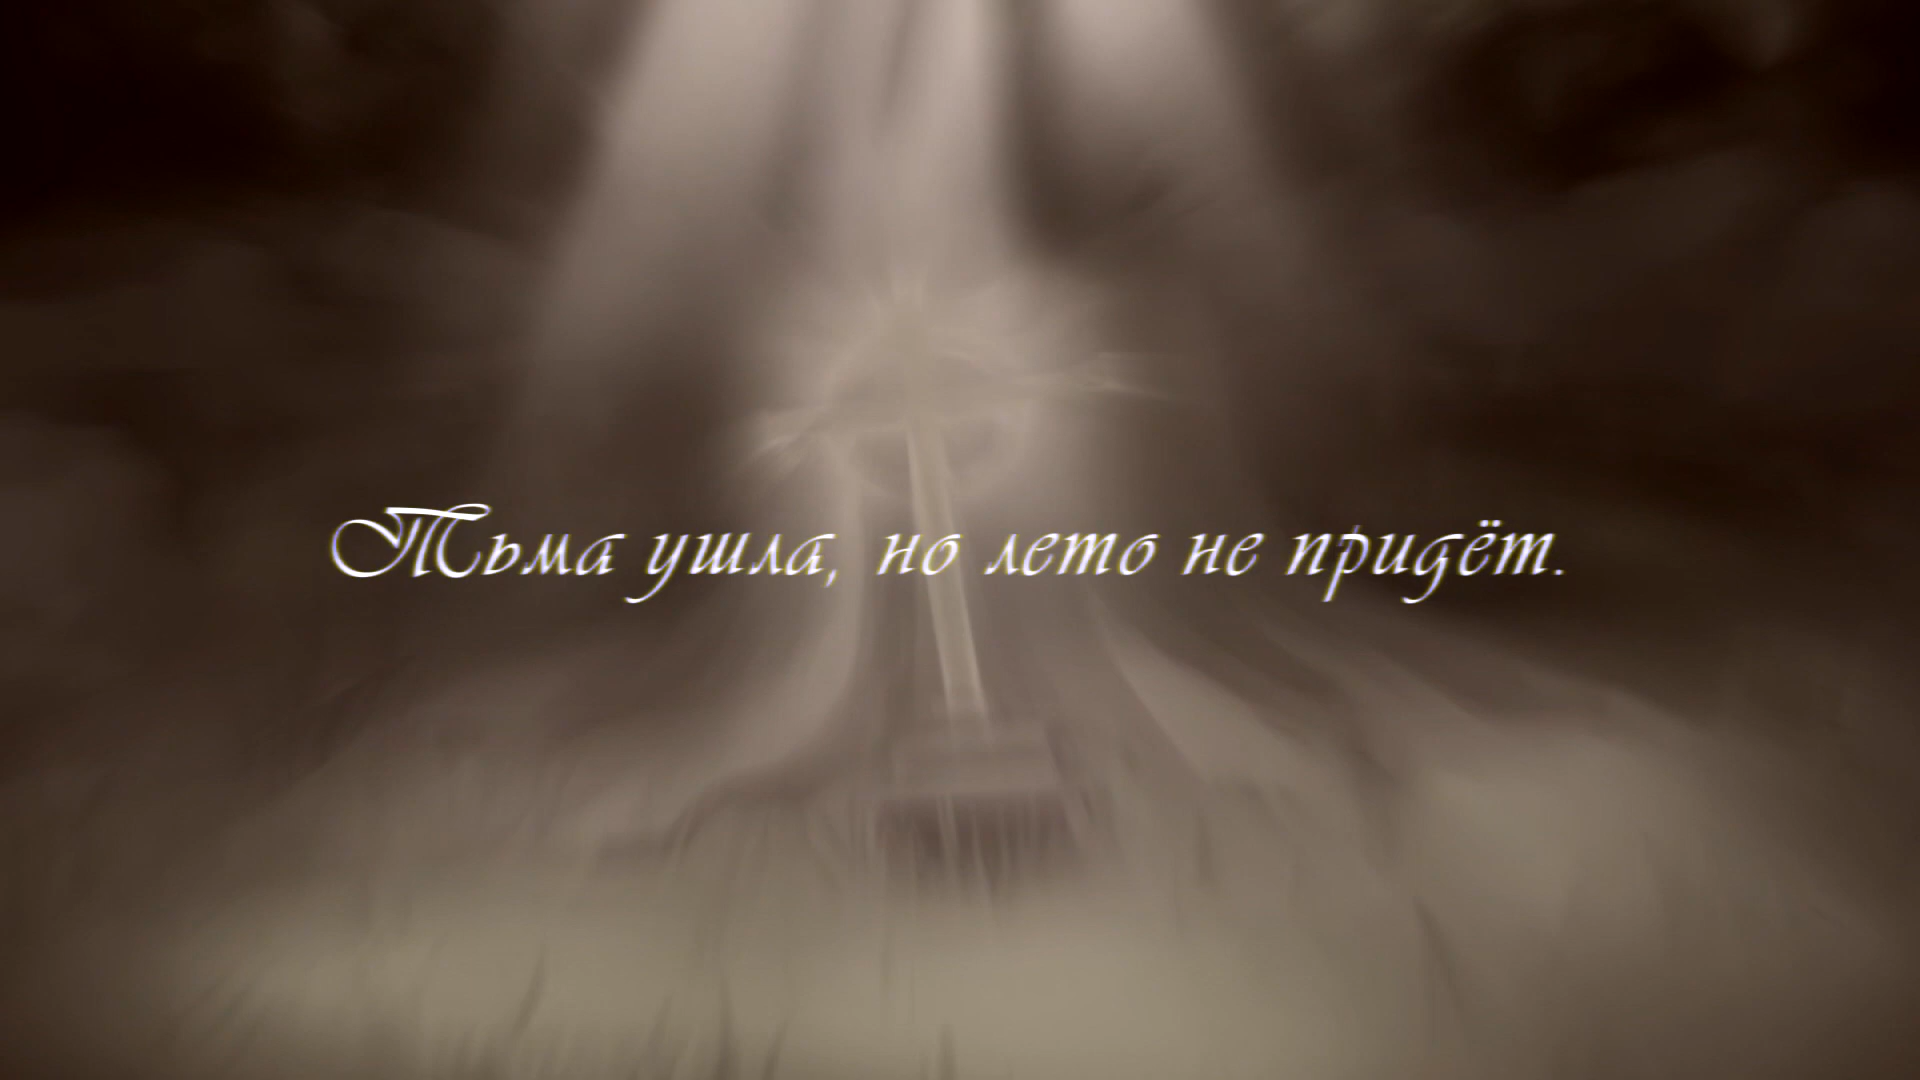 Тьма ушла, но лето не придёт.